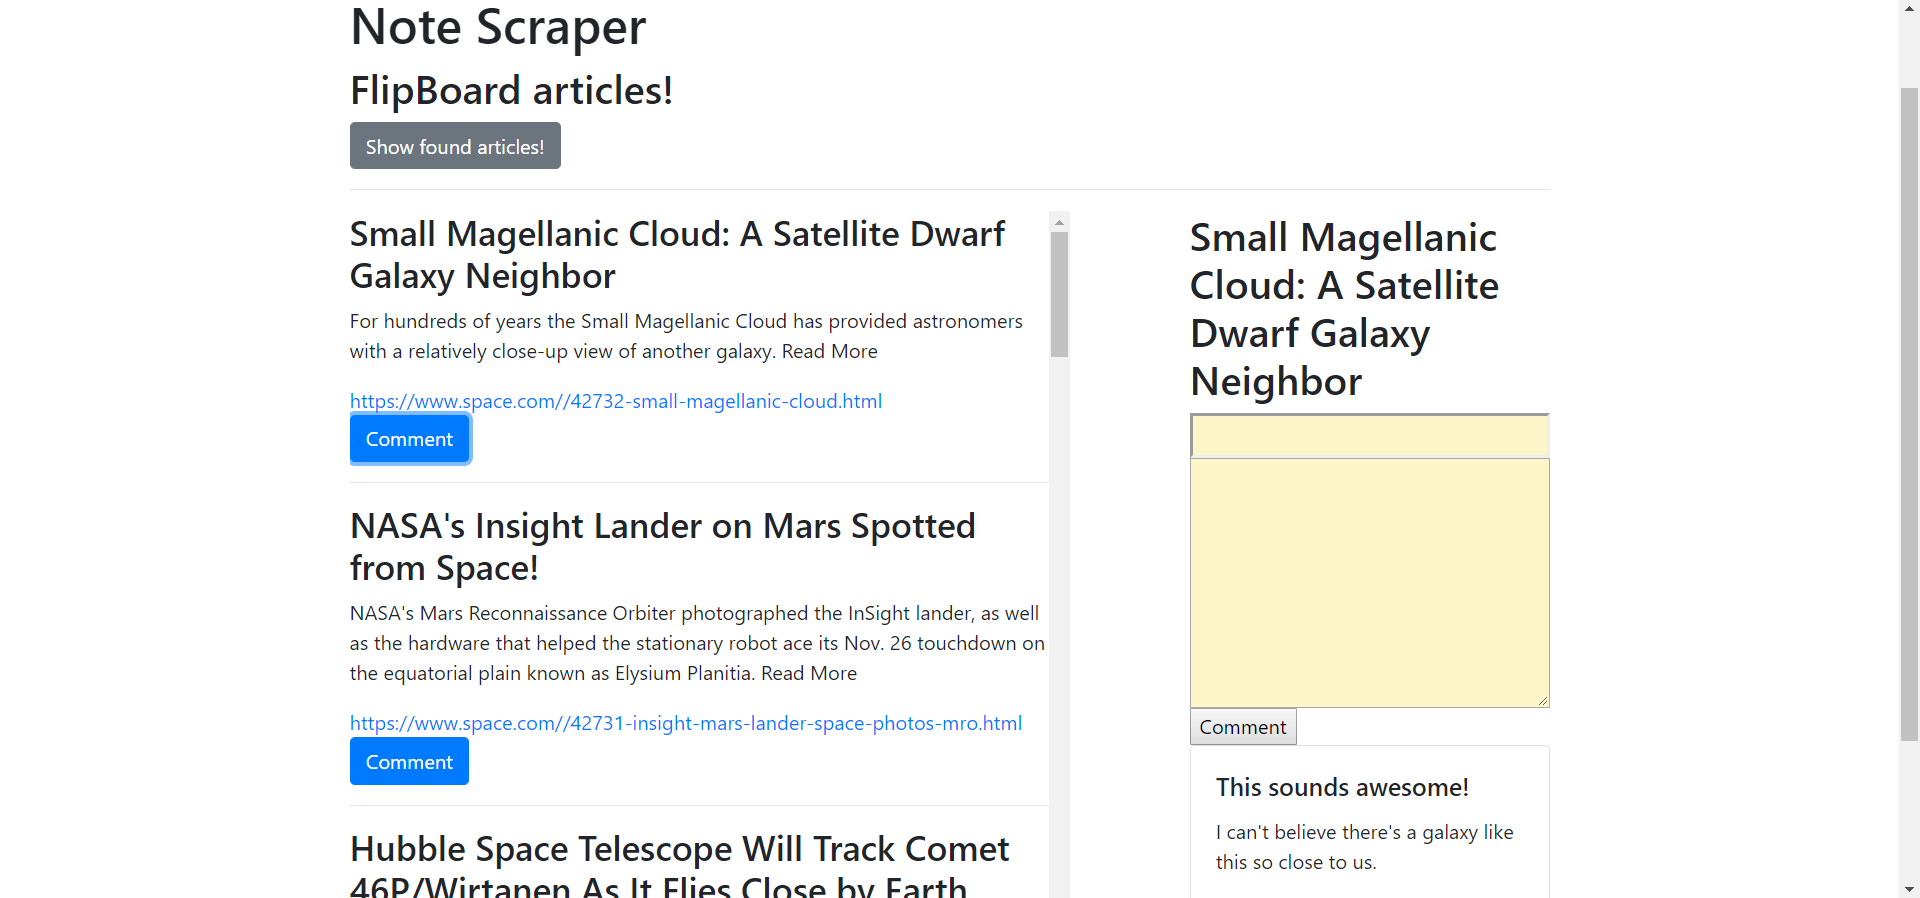 Note Scraper
FlipBoard articles!
Show found articles!
Small Magellanic Cloud: A Satellite Dwarf
Galaxy Neighbor
For hundreds of years the Small Magellanic Cloud has provided astronomers
with a relatively close-up view of another galaxy. Read More
https://www.space.com//42732-small-magellanic-cloud.html
Comment
NASA's Insight Lander on Mars Spotted
from Space!
NASA's Mars Reconnaissance Orbiter photographed the InSight lander, as well
as the hardware that helped the stationary robot ace its Nov. 26 touchdown on
the equatorial plain known as Elysium Planitia. Read More
https://www.space.com//42731-insight-mars-lander-space-photos-mro.html
Comment
Hubble Space Telescope Will Track Comet
46P/Wirtanen As It Flies Close by Earth
Small Magellanic
Cloud: A Satellite
Dwarf Galaxy
Neighbor
Comment
This sounds awesome!
I can't believe there's a galaxy like
this so close to us.